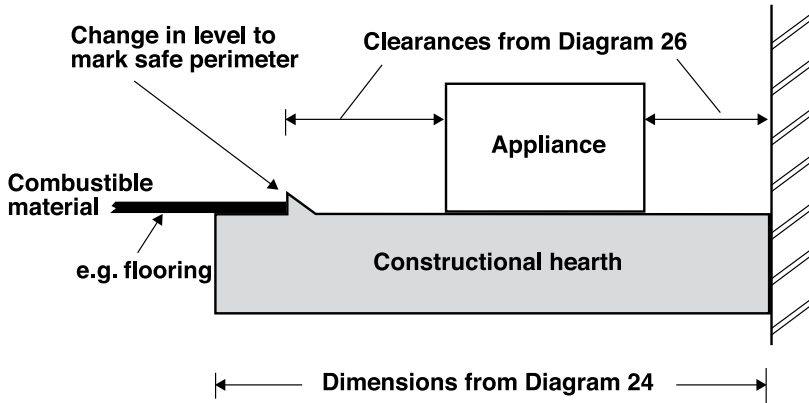 Change in level to
mark safe perimeter
Clearances from Diagram 26
Appliance
Combustible
material
e.g. flooring
Constructional hearth
Dimensions from Diagram 24